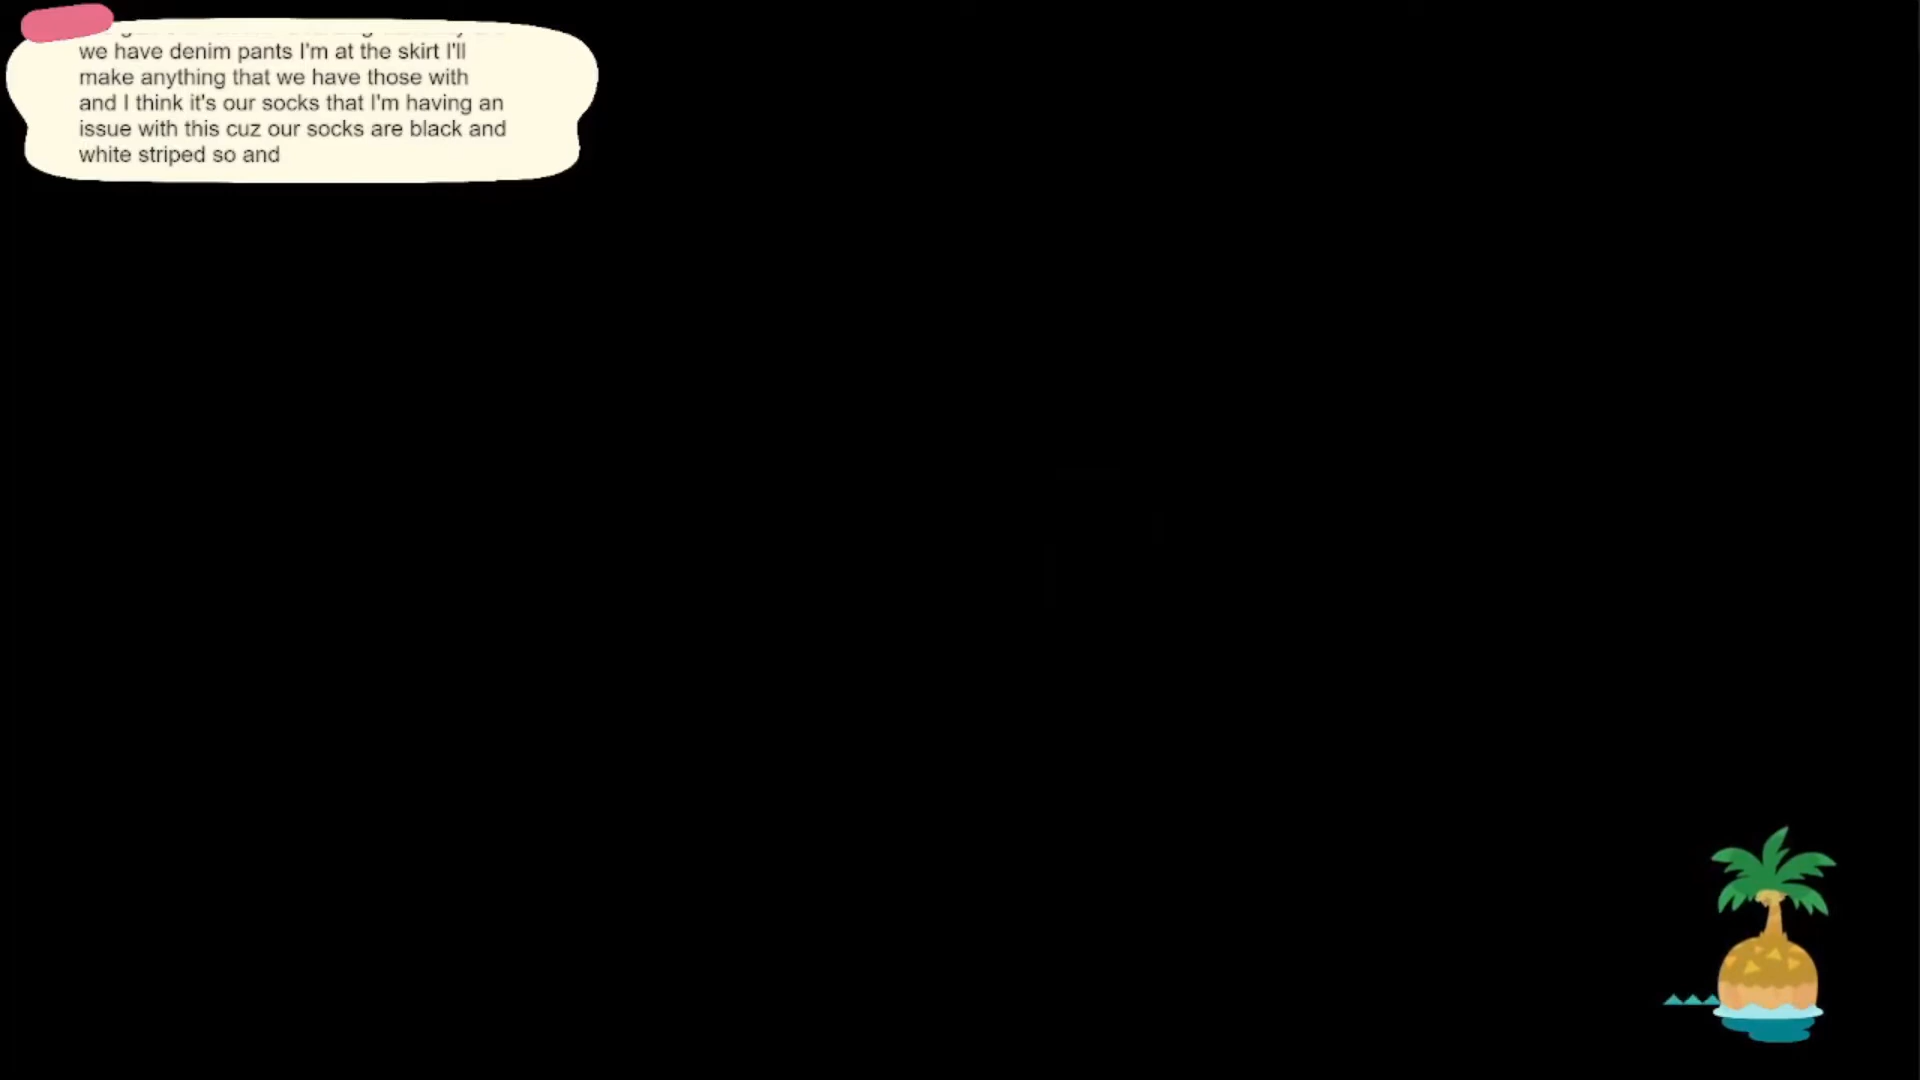 we have denim pants I'm at the skirt I'll
make anything that we have those with
and I think it's our socks that I'm having an
issue with this cuz our socks are black and
white striped so and